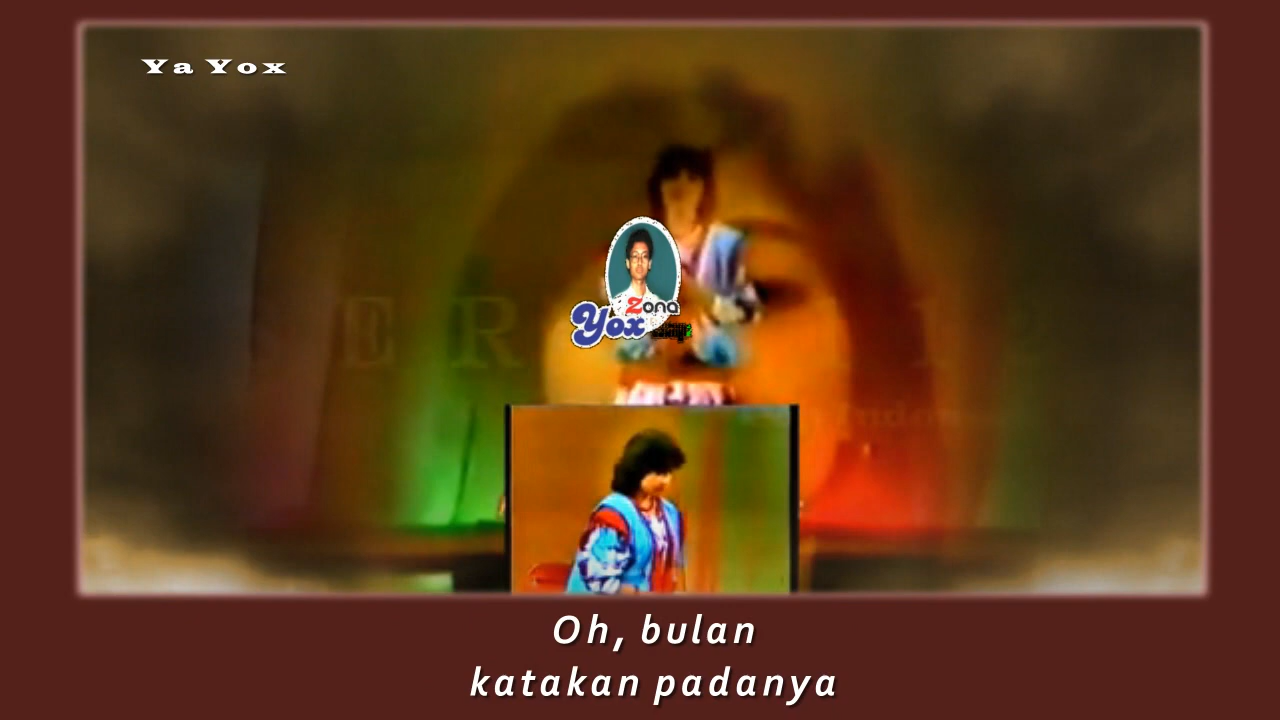 Ya Yox
Zona
Yox
E R
Oh, bulan
katakan padanya